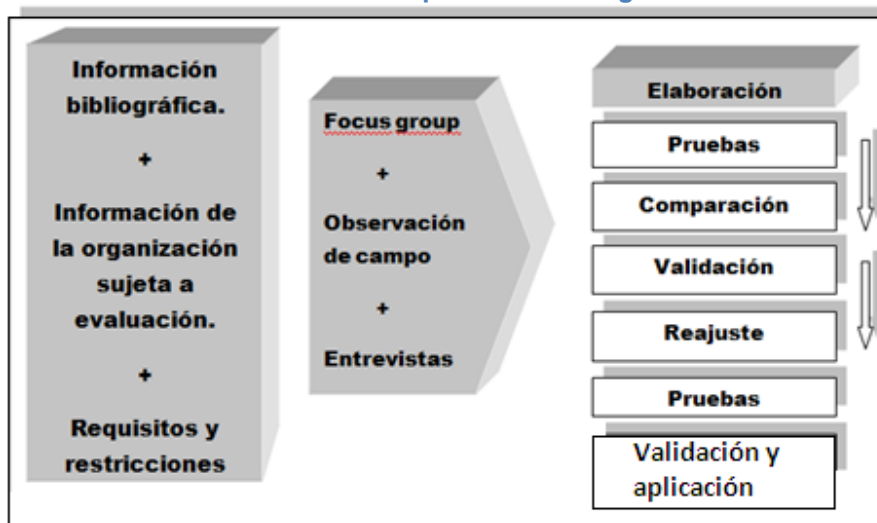 Información
bibliográfica.
+
Información de
la organización
sujeta a
evaluación.
+
Requisitos y
restricciones
Focus group
+
Observación
de campo
+
Entrevistas
Elaboración
Pruebas
Comparación
Validación
Reajuste
Pruebas
Validación y
aplicación